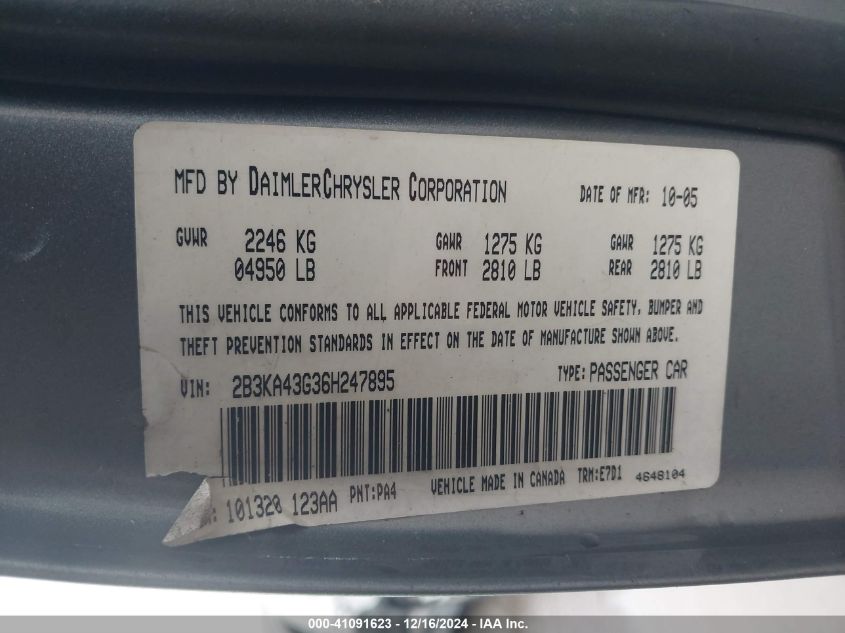 MFD BY DAIMLERCHRYSLER CORPORATION DATE OF MFR: 10-05
GVWR 2246 KG GAWR 1275 KG GAWR 1275 KG
04950 LB FRONT 2810 LB REAR 2810 LB
THIS VEHICLE CONFORMS TO ALL APPLICABLE FEDERAL MOTOR VEHICLE SAFETY, BUMPER AND
THEFT PREVENTION STANDARDS IN EFFECT ON THE DATE OF MANUFACTURE SHOWN ABOVE.
VIN: 2B3KA43G36H247895 TYPE: PASSENGER CAR
101320 123AA PNT:PA4 VEHICLE MADE IN CANADA TRM:E7D1 4648104
000-41091623 - 12/16/2024 - IAA, Inc.